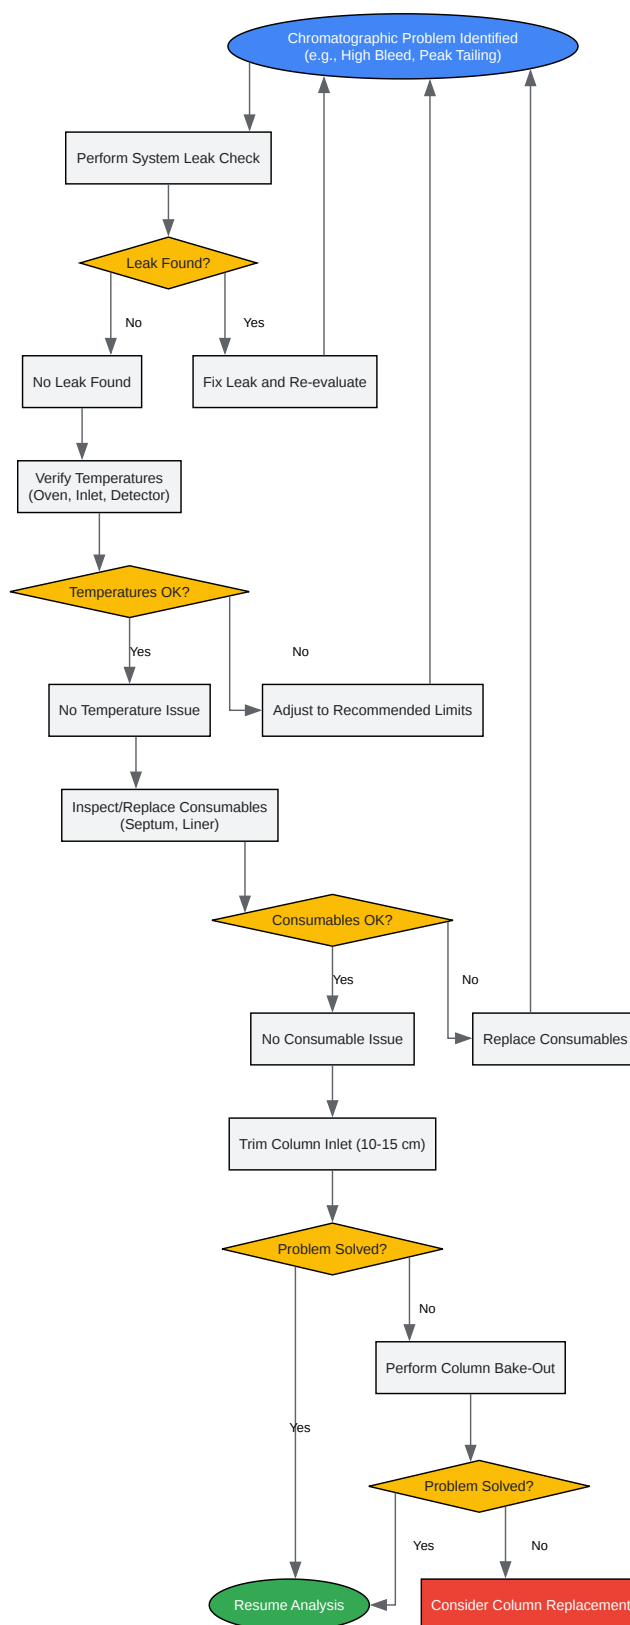 Chromatographic Problem Identified
(e.g., High Bleed, Peak Tailing)
Perform System Leak Check
Leak Found?
No
Yes
No Leak Found
Fix Leak and Re-evaluate
Verify Temperatures
(Oven, Inlet, Detector)
Temperatures OK?
Yes
No
No Temperature Issue
Adjust to Recommended Limits
Inspect/Replace Consumables
(Septum, Liner)
Consumables OK?
Yes
No
No Consumable Issue
Replace Consumables
Trim Column Inlet (10-15 cm)
Problem Solved?
No
Perform Column Bake-Out
Yes
Problem Solved?
Yes
No
Resume Analysis
Consider Column Replacement